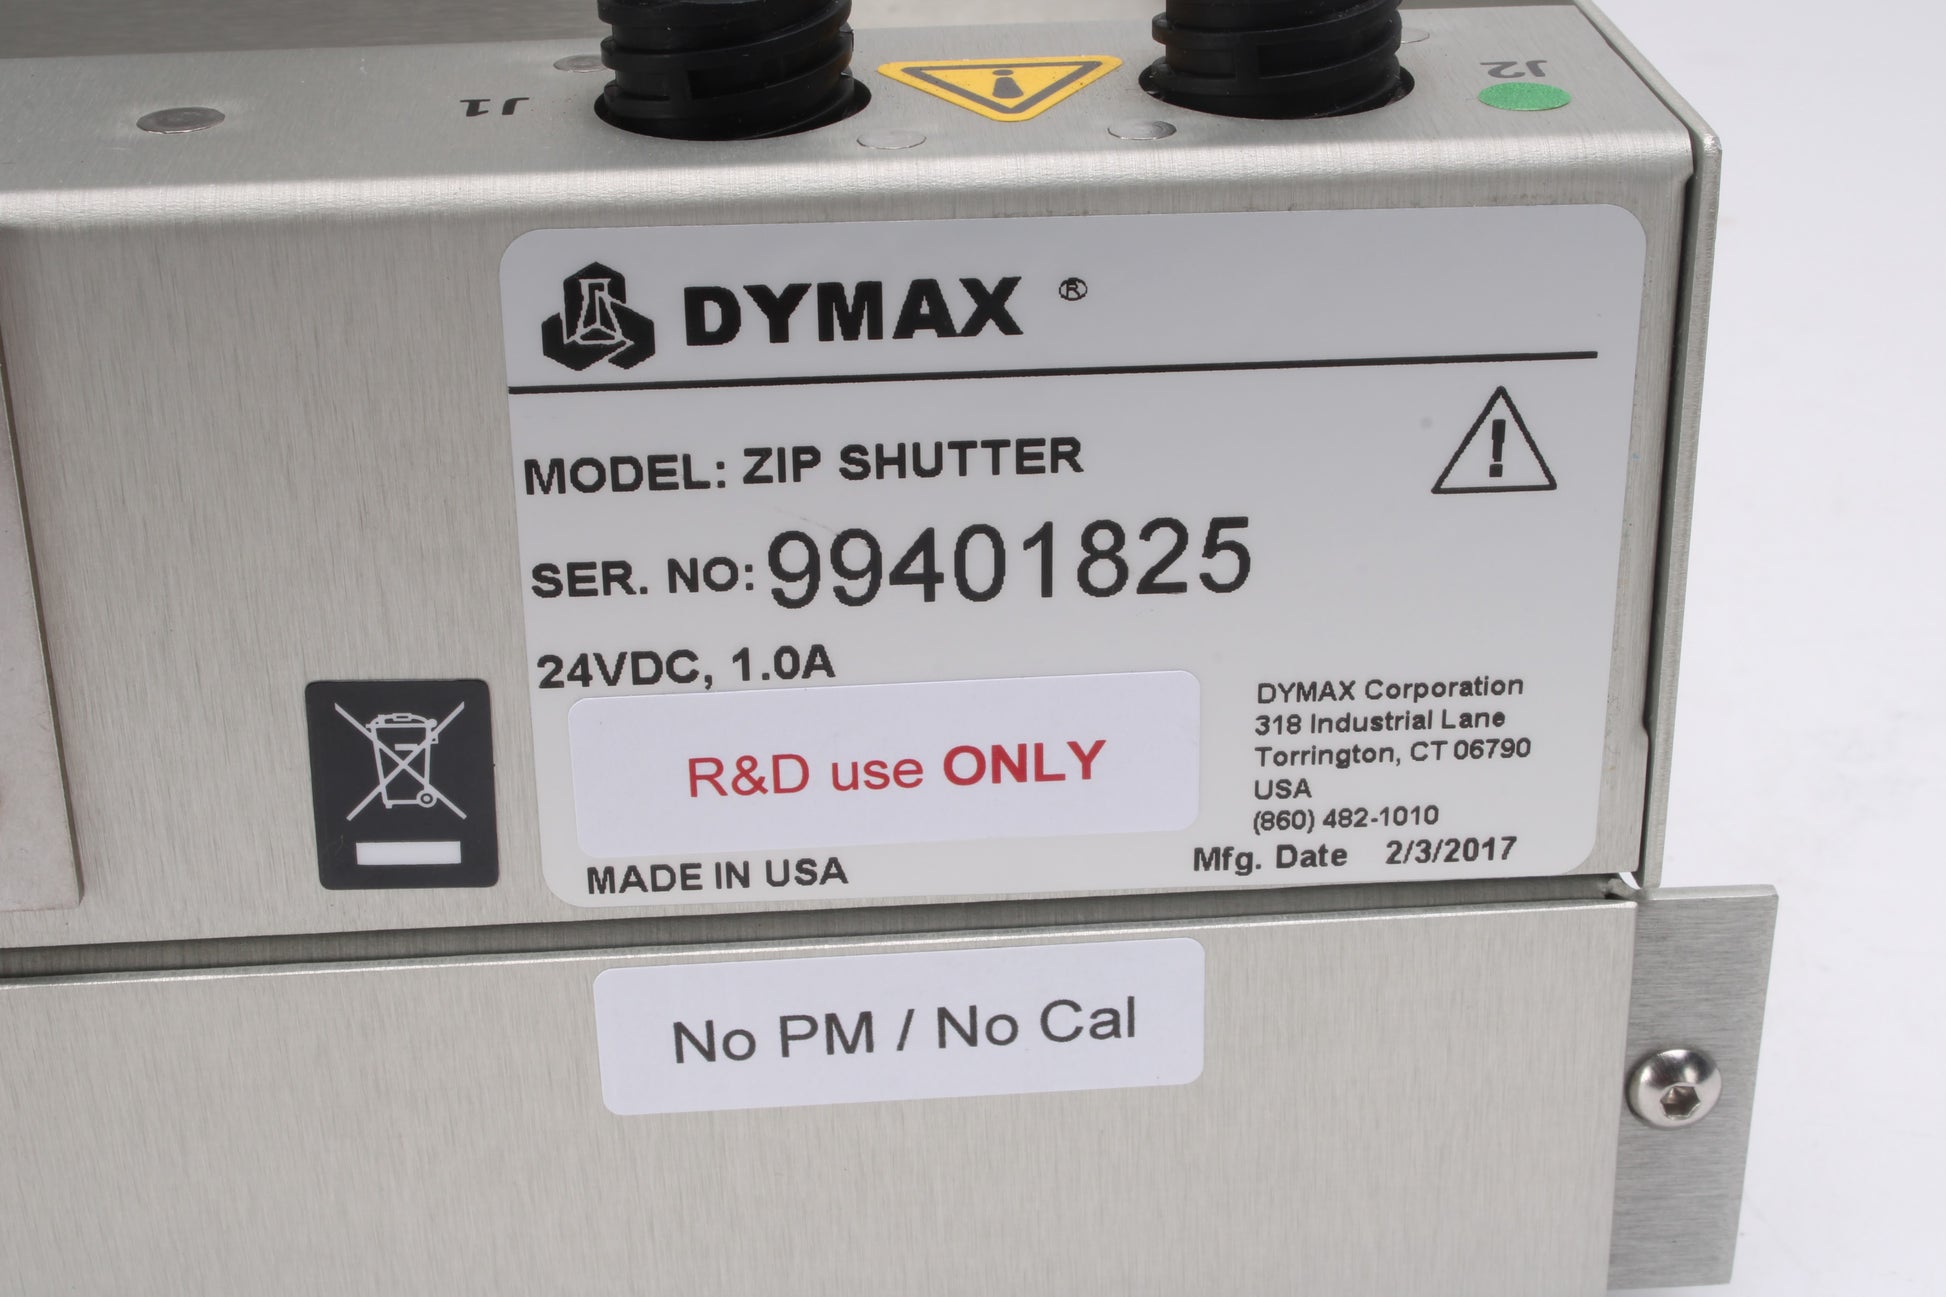 J1
J2
DYMAX ®
MODEL: ZIP SHUTTER
SER. NO: 99401825
24VDC, 1.0A
R&D use ONLY
MADE IN USA
DYMAX Corporation
318 Industrial Lane
Torrington, CT 06790
USA
(860) 482-1010
Mfg. Date 2/3/2017
No PM / No Cal